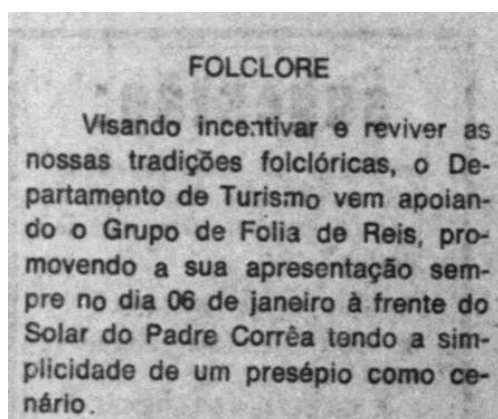 FOLCLORE
Visando incentivar e reviver as
nossas tradições folclóricas, o De-
partamento de Turismo vem apoian-
do o Grupo de Folia de Reis, pro-
movendo a sua apresentação sem-
pre no dia 06 de janeiro à frente do
Solar do Padre Corrêa tendo a sim-
plicidade de um presépio como ce-
nário.